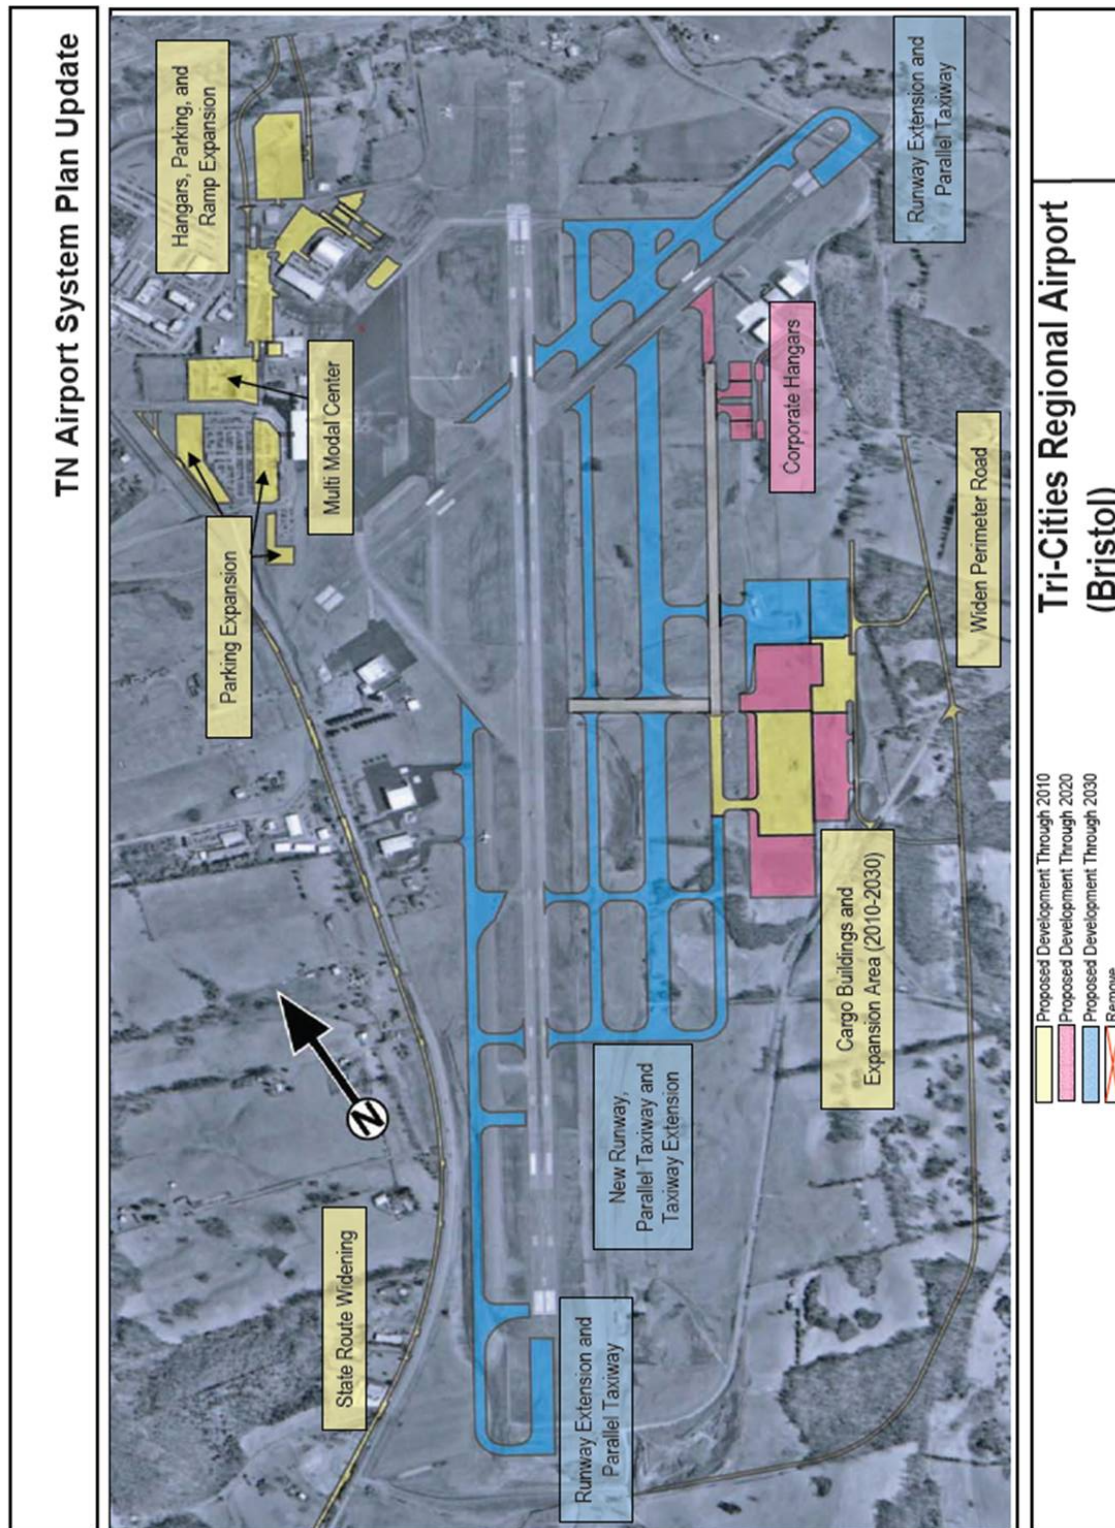 TN Airport System Plan Update
Hangars, Parking, and
Ramp Expansion
Multi Modal Center
Parking Expansion
State Route Widening
Runway Extension and
Parallel Taxiway
New Runway,
Parallel Taxiway and
Taxiway Extension
Runway Extension and
Parallel Taxiway
Corporate Hangars
Cargo Buildings and
Expansion Area (2010-2030)
Widen Perimeter Road
N
Tri-Cities Regional Airport
(Bristol)
Proposed Development Through 2010
Proposed Development Through 2020
Proposed Development Through 2030
Remove